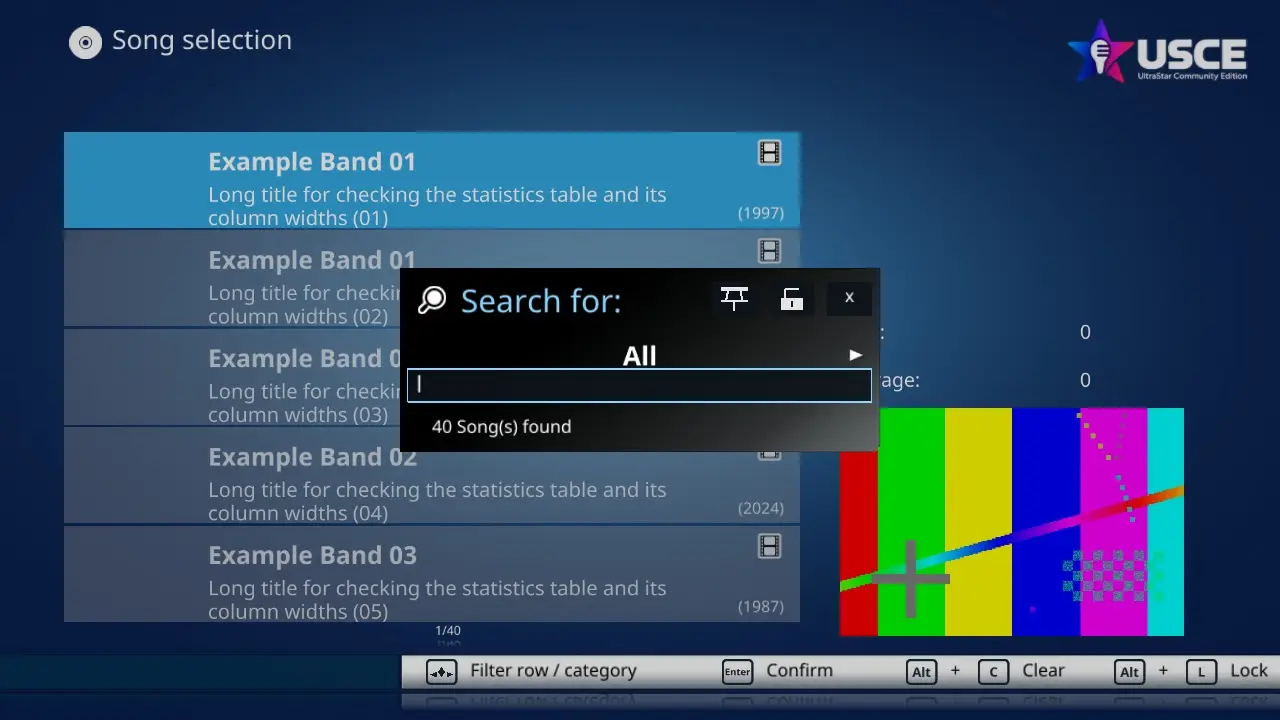 Song selection
USCE
UltraStar Community Edition
Example Band 01
Long title for checking the statistics table and its
column widths (01)
(1997)
Example Band 01
Long title for
column widths (02)
Search for:
x
All
40 Song(s) found
Example Band
Long title for
column widths (03)
0
0
Example Band 02
Long title for checking the statistics table and its
column widths (04)
(2024)
Example Band 03
Long title for checking the statistics table and its
column widths (05)
(1987)
1/40
Filter row / category
Enter Confirm
Alt + C Clear
Alt + L Lock